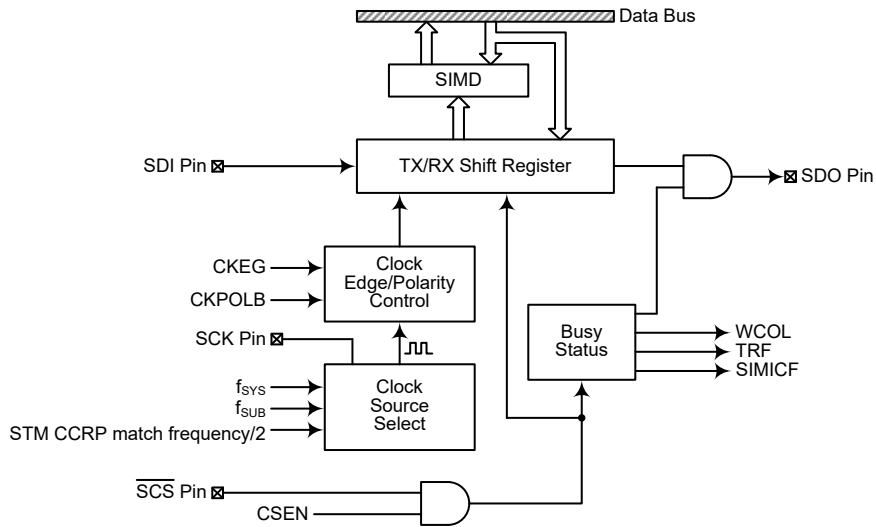 Data Bus
SIMD
SDI Pin
TX/RX Shift Register
SDO Pin
CKEG
CKPOLB
Clock
Edge/Polarity
Control
SCK Pin
Busy
Status
WCOL
TRF
SIMICF
fSYS
fSUB
STM CCRP match frequency/2
Clock
Source
Select
SCS Pin
CSEN